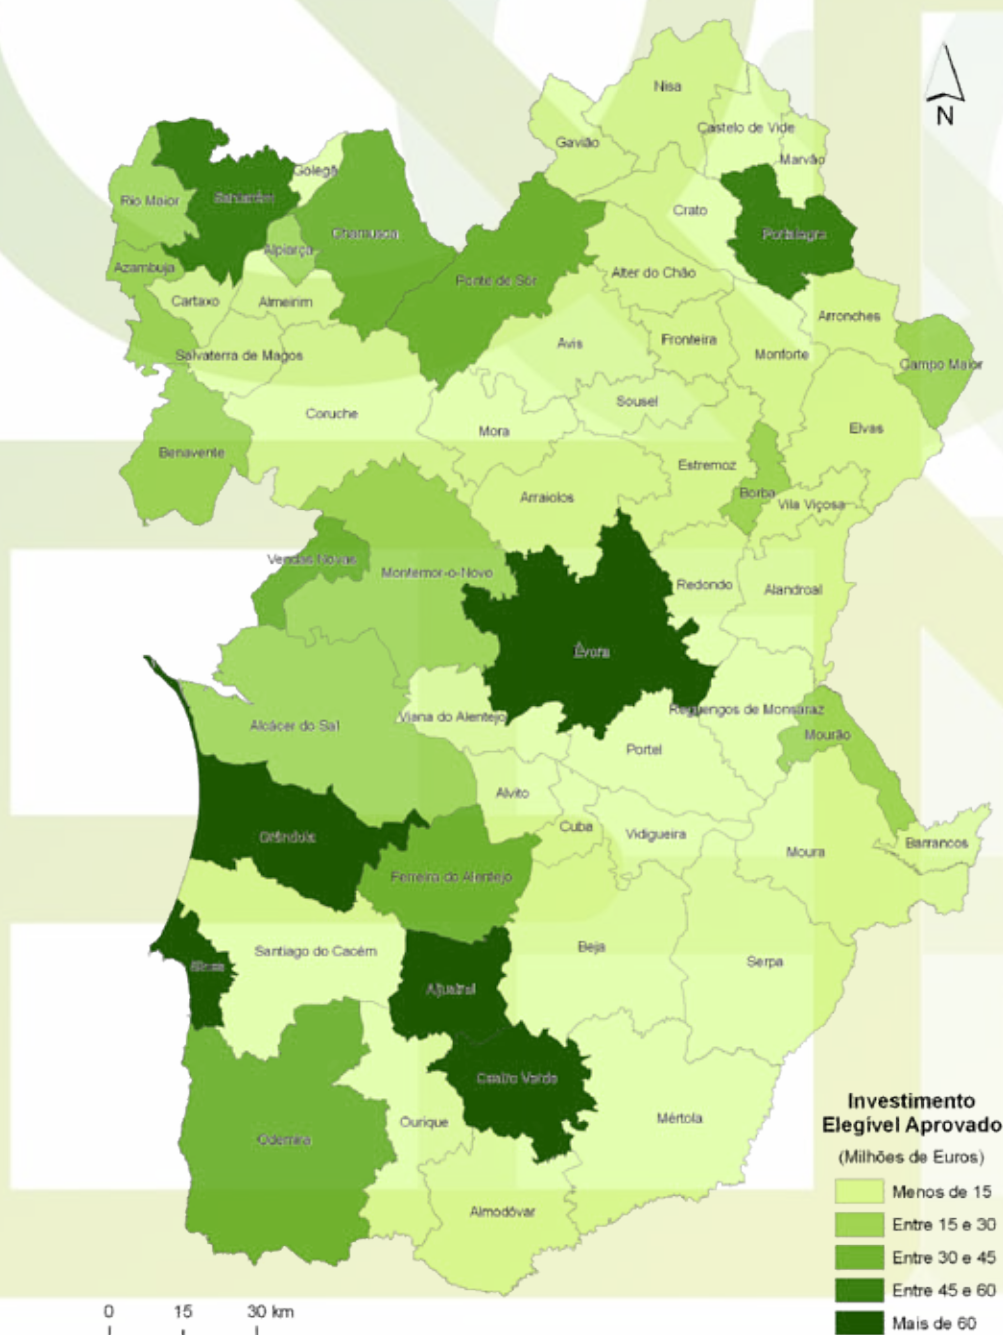 Nisa
N
Castelo de Vide
Gavião
Marvão
Golegã
Rio Maior
Santarém
Crato
Chamusca
Portalegre
Alpiarça
Azambuja
Alter do Chão
Ponte de Sôr
Cartaxo
Almeirim
Arronches
Fronteira
Avis
Monforte
Salvaterra de Magos
Campo Maior
Sousel
Coruche
Elvas
Mora
Benavente
Estremoz
Borba
Arraiolos
Vila Viçosa
Vendas Novas
Montemor-o-Novo
Redondo
Alandroal
Évora
Reguengos de Monsaraz
Viana do Alentejo
Alcácer do Sal
Mourão
Portel
Alvito
Cuba
Vidigueira
Grândola
Barrancos
Moura
Ferreira do Alentejo
Beja
Santiago do Cacém
Serpa
Sines
Aljustrel
Castro Verde
Ourique
Mértola
Odemira
Almodôvar
Investimento
Elegível Aprovado
(Milhões de Euros)
Menos de 15
Entre 15 e 30
Entre 30 e 45
Entre 45 e 60
Mais de 60
0 15 30 km